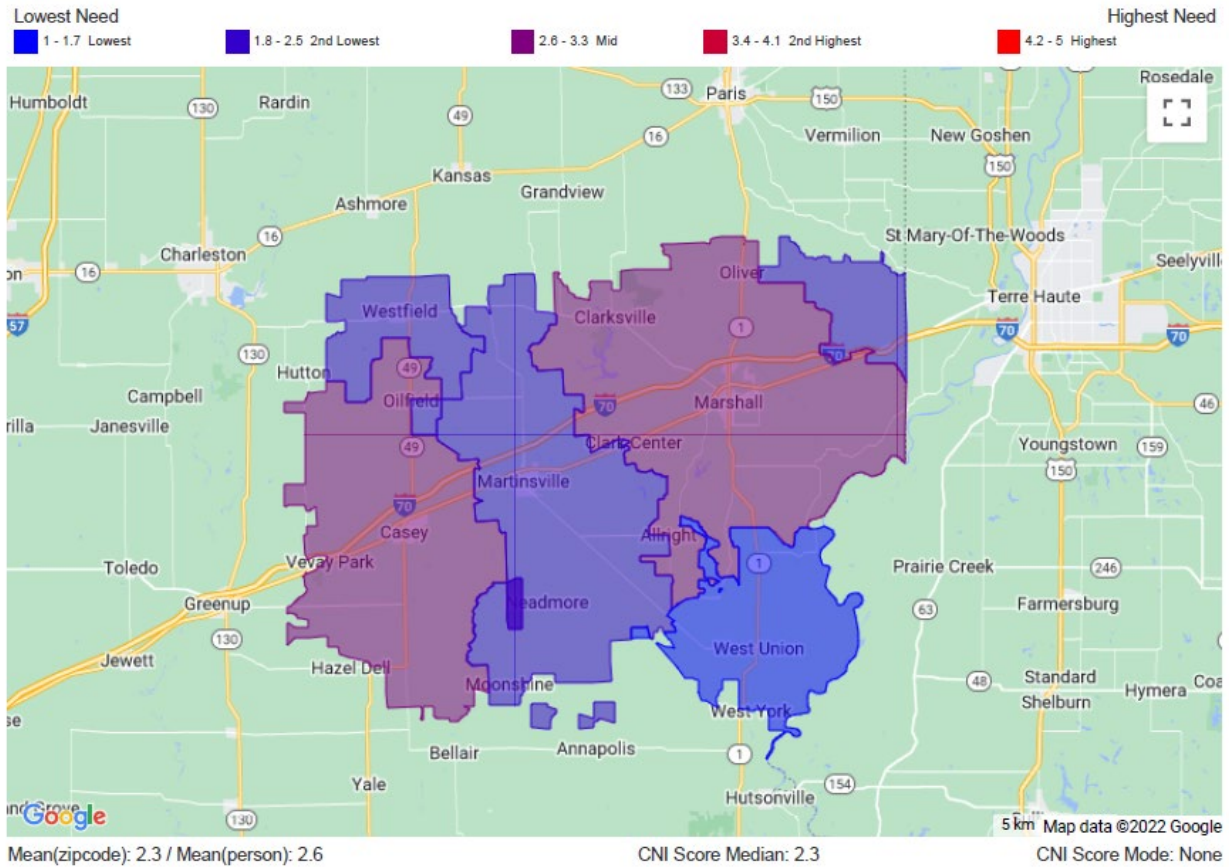 Lowest Need
Highest Need
1 - 1.7 Lowest
1.8 - 2.5 2nd Lowest
2.6 - 3.3 Mid
3.4 - 4.1 2nd Highest
4.2 - 5 Highest
Rosedale
Humboldt
130
Rardin
49
133
Paris
150
16
Vermilion
New Goshen
150
Kansas
Grandview
Ashmore
16
Charleston
St Mary-Of-The-Woods
16
Oliver
Seelyvill
Westfield
Clarksville
Terre Haute
57
1
70
70
130
70
Hutton
49
Campbell
Oilfield
70
Marshall
46
rilla
Janesville
49
Clark Center
Youngstown
159
150
Martinsville
70
Casey
Allright
Vevay Park
1
Toledo
Prairie Creek
246
Greenup
Neadmore
63
Farmersburg
130
West Union
Jewett
Hazel Dell
Moonshine
48
Standard
Hymera
Coa
Shelburn
West York
Bellair
Annapolis
1
Yale
154
Hutsonville
130
Google
5 km
Map data ©2022 Google
Mean(zipcode): 2.3 / Mean(person): 2.6
CNI Score Median: 2.3
CNI Score Mode: None